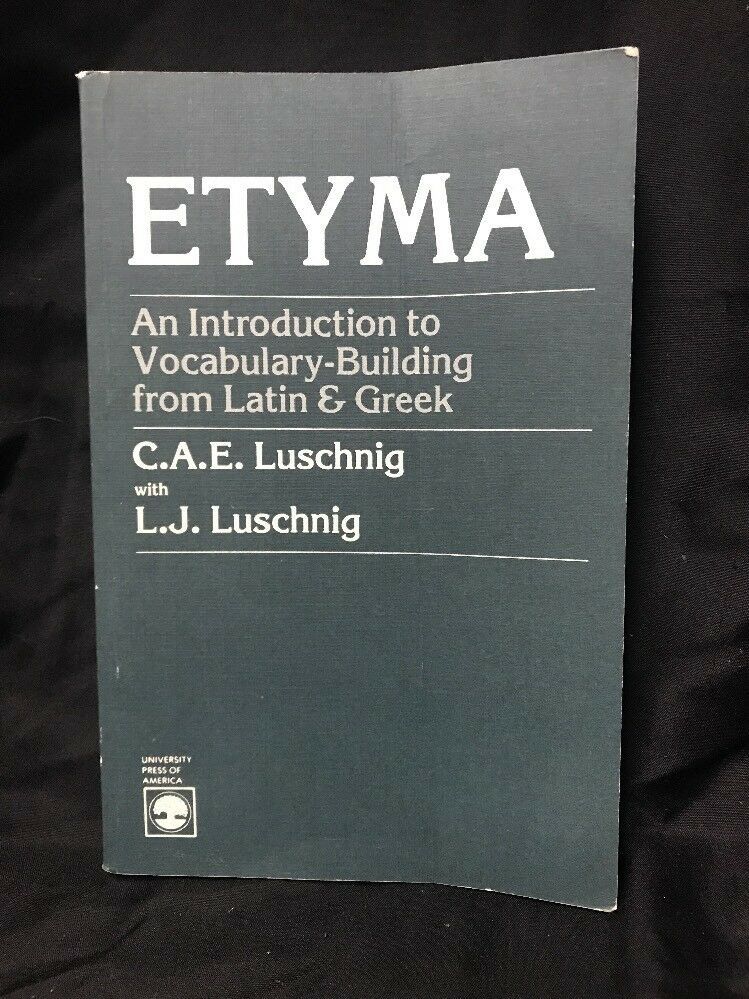 ETYMA
An Introduction to
Vocabulary-Building
from Latin & Greek
C.A.E. Luschnig
with
L.J. Luschnig
UNIVERSITY
PRESS OF
AMERICA